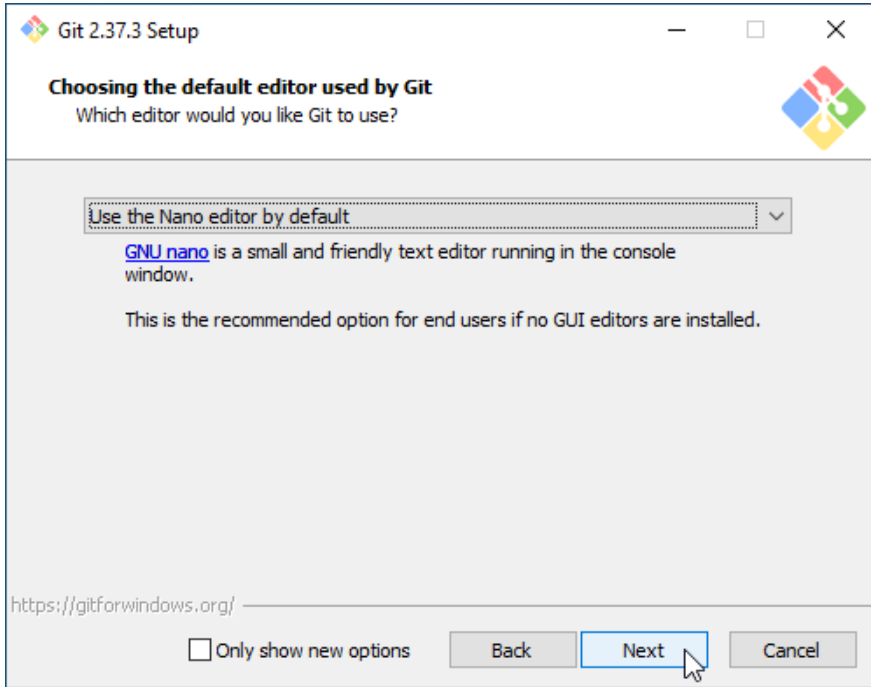 Git 2.37.3 Setup
Choosing the default editor used by Git
Which editor would you like Git to use?
Use the Nano editor by default
GNU nano is a small and friendly text editor running in the console
window.
This is the recommended option for end users if no GUI editors are installed.
https://gitforwindows.org/
Only show new options
Back
Next
Cancel